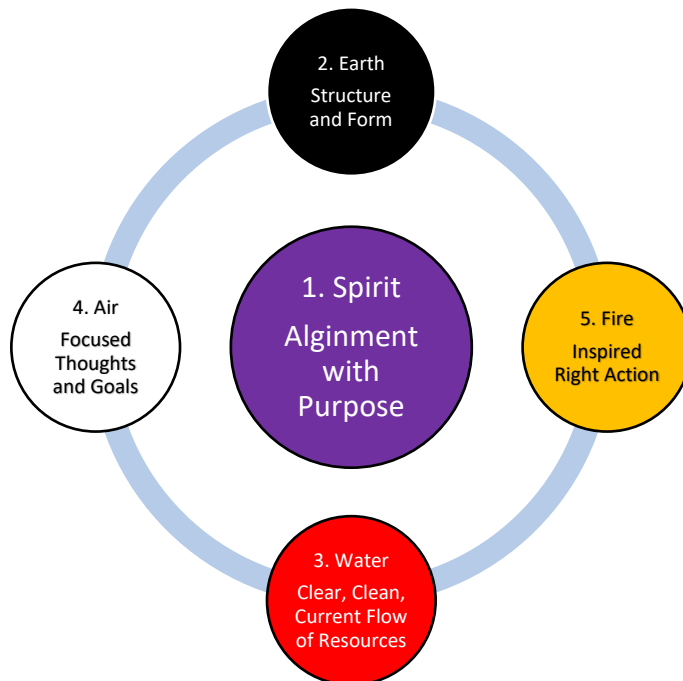 2. Earth
Structure
and Form
1. Spirit
Alginment
with
Purpose
4. Air
Focused
Thoughts
and Goals
5. Fire
Inspired
Right Action
3. Water
Clear, Clean,
Current Flow
of Resources